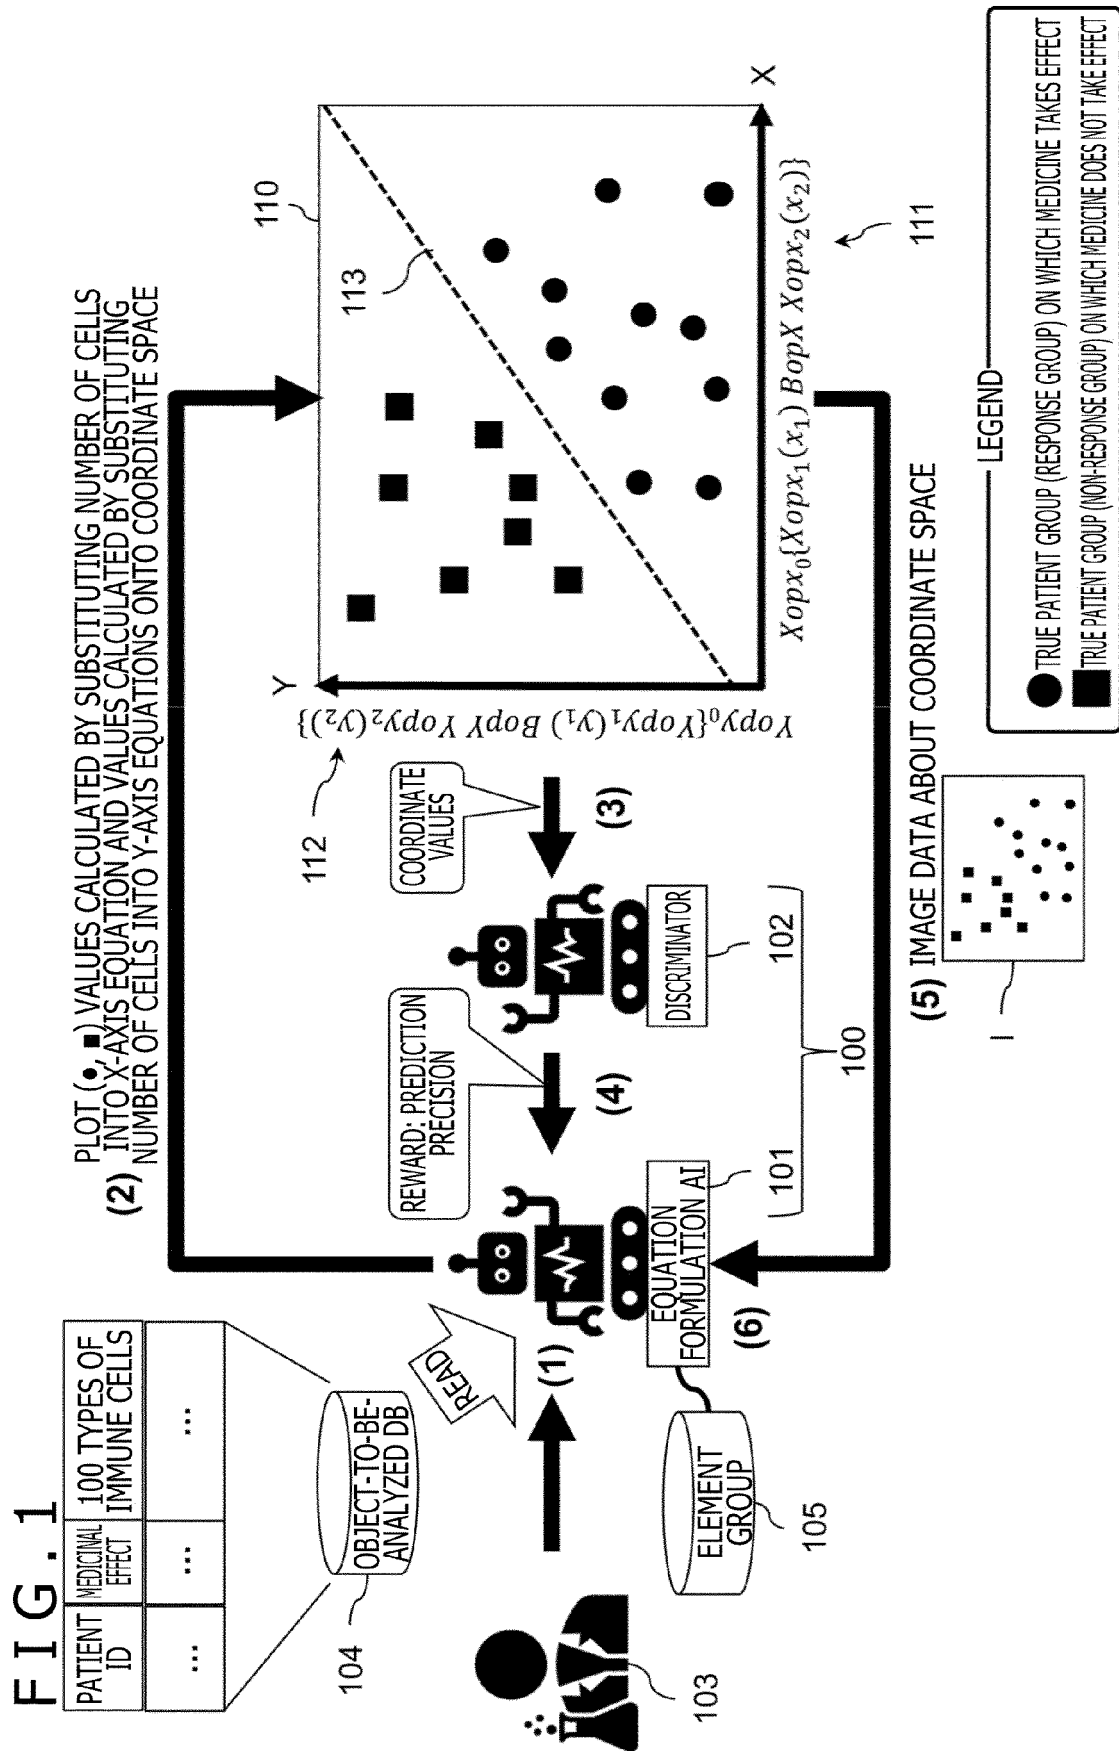 FIG.1
PATIENT
ID
MEDICINAL
EFFECT
100 TYPES OF
IMMUNE CELLS
...
...
...
OBJECT-TO-BE-
ANALYZED DB
104
READ
(1)
103
ELEMENT
GROUP
105
EQUATION
FORMULATION AI
101
(6)
PLOT (●, ■) VALUES CALCULATED BY SUBSTITUTING NUMBER OF CELLS
(2) INTO X-AXIS EQUATION AND VALUES CALCULATED BY SUBSTITUTING
NUMBER OF CELLS INTO Y-AXIS EQUATIONS ONTO COORDINATE SPACE
REWARD: PREDICTION
PRECISION
(4)
DISCRIMINATOR
102
100
COORDINATE
VALUES
(3)
112
Yopy₀{Yopy₁(y₁) BopY Yopy₂(y₂)}
Y
113
110
X
Xopx₀{Xopx₁(x₁) BopX Xopx₂(x₂)}
111
(5) IMAGE DATA ABOUT COORDINATE SPACE
I
LEGEND
TRUE PATIENT GROUP (RESPONSE GROUP) ON WHICH MEDICINE TAKES EFFECT
TRUE PATIENT GROUP (NON-RESPONSE GROUP) ON WHICH MEDICINE DOES NOT TAKE EFFECT